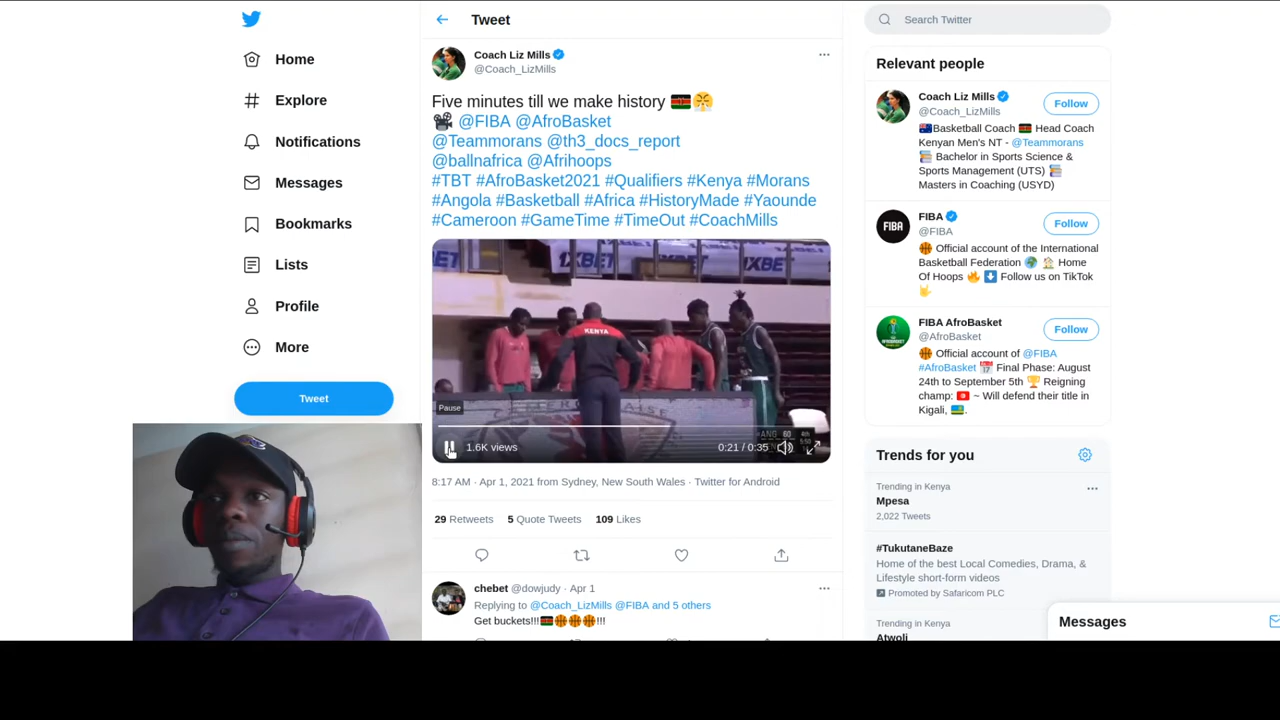 Home
Explore
Notifications
Messages
Bookmarks
Lists
Profile
More
Tweet
Tweet
Coach Liz Mills
@Coach_LizMills
Five minutes till we make history
@FIBA @AfroBasket
@Teammorans @th3_docs_report
@ballnafrica @Afrihoops
#TBT #AfroBasket2021 #Qualifiers #Kenya #Morans
#Angola #Basketball #Africa #HistoryMade #Yaounde
#Cameroon #GameTime #TimeOut #CoachMills
1XBET
KENYA
Pause
1.6K views
0:21 / 0:35
ANG 60 4th
8:17 AM · Apr 1, 2021 from Sydney, New South Wales · Twitter for Android
29 Retweets 5 Quote Tweets 109 Likes
chebet @dowjudy · Apr 1
Replying to @Coach_LizMills @FIBA and 5 others
Get buckets!!!🇰🇪🏀🏀🏀!!!
Search Twitter
Relevant people
Coach Liz Mills
@Coach_LizMills
Follow
Basketball Coach Head Coach
Kenyan Men's NT - @Teammorans
Bachelor in Sports Science &
Sports Management (UTS)
Masters in Coaching (USYD)
FIBA
FIBA
@FIBA
Follow
Official account of the International
Basketball Federation Home
Of Hoops Follow us on TikTok
FIBA AfroBasket
@AfroBasket
Follow
Official account of @FIBA
#AfroBasket Final Phase: August
24th to September 5th Reigning
champ: ~ Will defend their title in
Kigali, .
Trends for you
Trending in Kenya
Mpesa
2,022 Tweets
#TukutaneBaze
Home of the best Local Comedies, Drama, &
Lifestyle short-form videos
Promoted by Safaricom PLC
Trending in Kenya
Atwoli
Messages